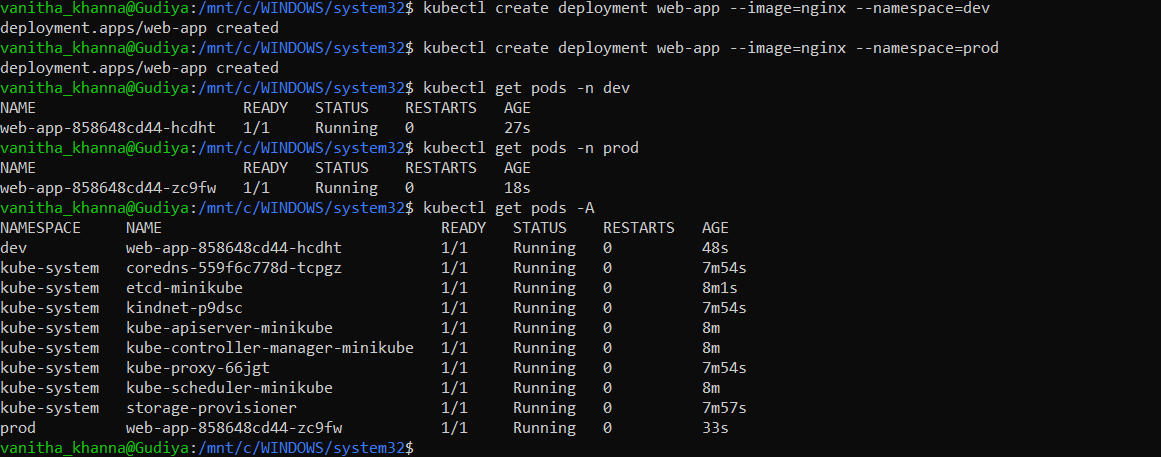 vanitha_khanna@Gudiya:/mnt/c/WINDOWS/system32$ kubectl create deployment web-app --image=nginx --namespace=dev
deployment.apps/web-app created
vanitha_khanna@Gudiya:/mnt/c/WINDOWS/system32$ kubectl create deployment web-app --image=nginx --namespace=prod
deployment.apps/web-app created
vanitha_khanna@Gudiya:/mnt/c/WINDOWS/system32$ kubectl get pods -n dev
NAME READY STATUS RESTARTS AGE
web-app-858648cd44-hcdht 1/1 Running 0 27s
vanitha_khanna@Gudiya:/mnt/c/WINDOWS/system32$ kubectl get pods -n prod
NAME READY STATUS RESTARTS AGE
web-app-858648cd44-zc9fw 1/1 Running 0 18s
vanitha_khanna@Gudiya:/mnt/c/WINDOWS/system32$ kubectl get pods -A
NAMESPACE NAME READY STATUS RESTARTS AGE
dev web-app-858648cd44-hcdht 1/1 Running 0 48s
kube-system coredns-559f6c778d-tcpgz 1/1 Running 0 7m54s
kube-system etcd-minikube 1/1 Running 0 8m1s
kube-system kindnet-p9dsc 1/1 Running 0 7m54s
kube-system kube-apiserver-minikube 1/1 Running 0 8m
kube-system kube-controller-manager-minikube 1/1 Running 0 8m
kube-system kube-proxy-66jgt 1/1 Running 0 7m54s
kube-system kube-scheduler-minikube 1/1 Running 0 8m
kube-system storage-provisioner 1/1 Running 0 7m57s
prod web-app-858648cd44-zc9fw 1/1 Running 0 33s
vanitha_khanna@Gudiya:/mnt/c/WINDOWS/system32$